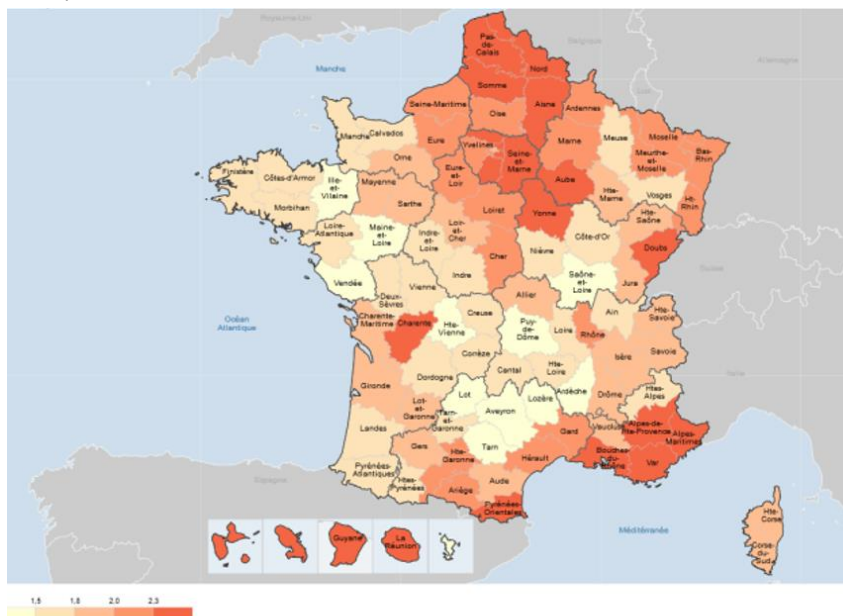 Royaume-Uni
Belgique
Allemagne
Lux.
Manche
Pas-
de-
Calais
Nord
Somme
Aisne
Seine-Maritime
Oise
Ardennes
Manche
Calvados
Eure
Orne
Yvelines
Seine-
et-
Marne
Marne
Meuse
Moselle
Meurthe-
et-
Moselle
Bas-
Rhin
Finistère
Côtes-d'Armor
Ille-
et-
Vilaine
Mayenne
Eure-
et-Loir
Aube
Hte-
Marne
Vosges
Ht-
Rhin
Morbihan
Sarthe
Loiret
Yonne
Hte-
Saône
Loire-
Atlantique
Maine-
et-
Loire
Indre-
et-
Loire
Loir-
et-
Cher
Cher
Nièvre
Côte-d'Or
Doubs
Suisse
Vendée
Deux-
Sèvres
Vienne
Indre
Saône-
et-
Loire
Jura
Océan
Atlantique
Charente-
Maritime
Charente
Hte-
Vienne
Creuse
Allier
Puy-
de-
Dôme
Loire
Rhône
Ain
Hte-
Savoie
Corrèze
Isère
Savoie
Italie
Gironde
Dordogne
Cantal
Hte-
Loire
Ardèche
Drôme
Htes-
Alpes
Lot-
et-
Garonne
Lot
Tarn-
et-
Garonne
Aveyron
Lozère
Vaucluse
Alpes-de-
Hte-Provence
Alpes-
Maritimes
Landes
Gers
Tarn
Gard
Hérault
Bouches-
du-
Rhône
Var
Pyrénées-
Atlantiques
Htes-
Pyrénées
Hte-
Garonne
Ariège
Aude
Pyrénées-
Orientales
Espagne
Méditérranée
Hte-
Corse
Corse-
du-
Sud
Guyane
La
Réunion
1,6 1,8 2,0 2,3